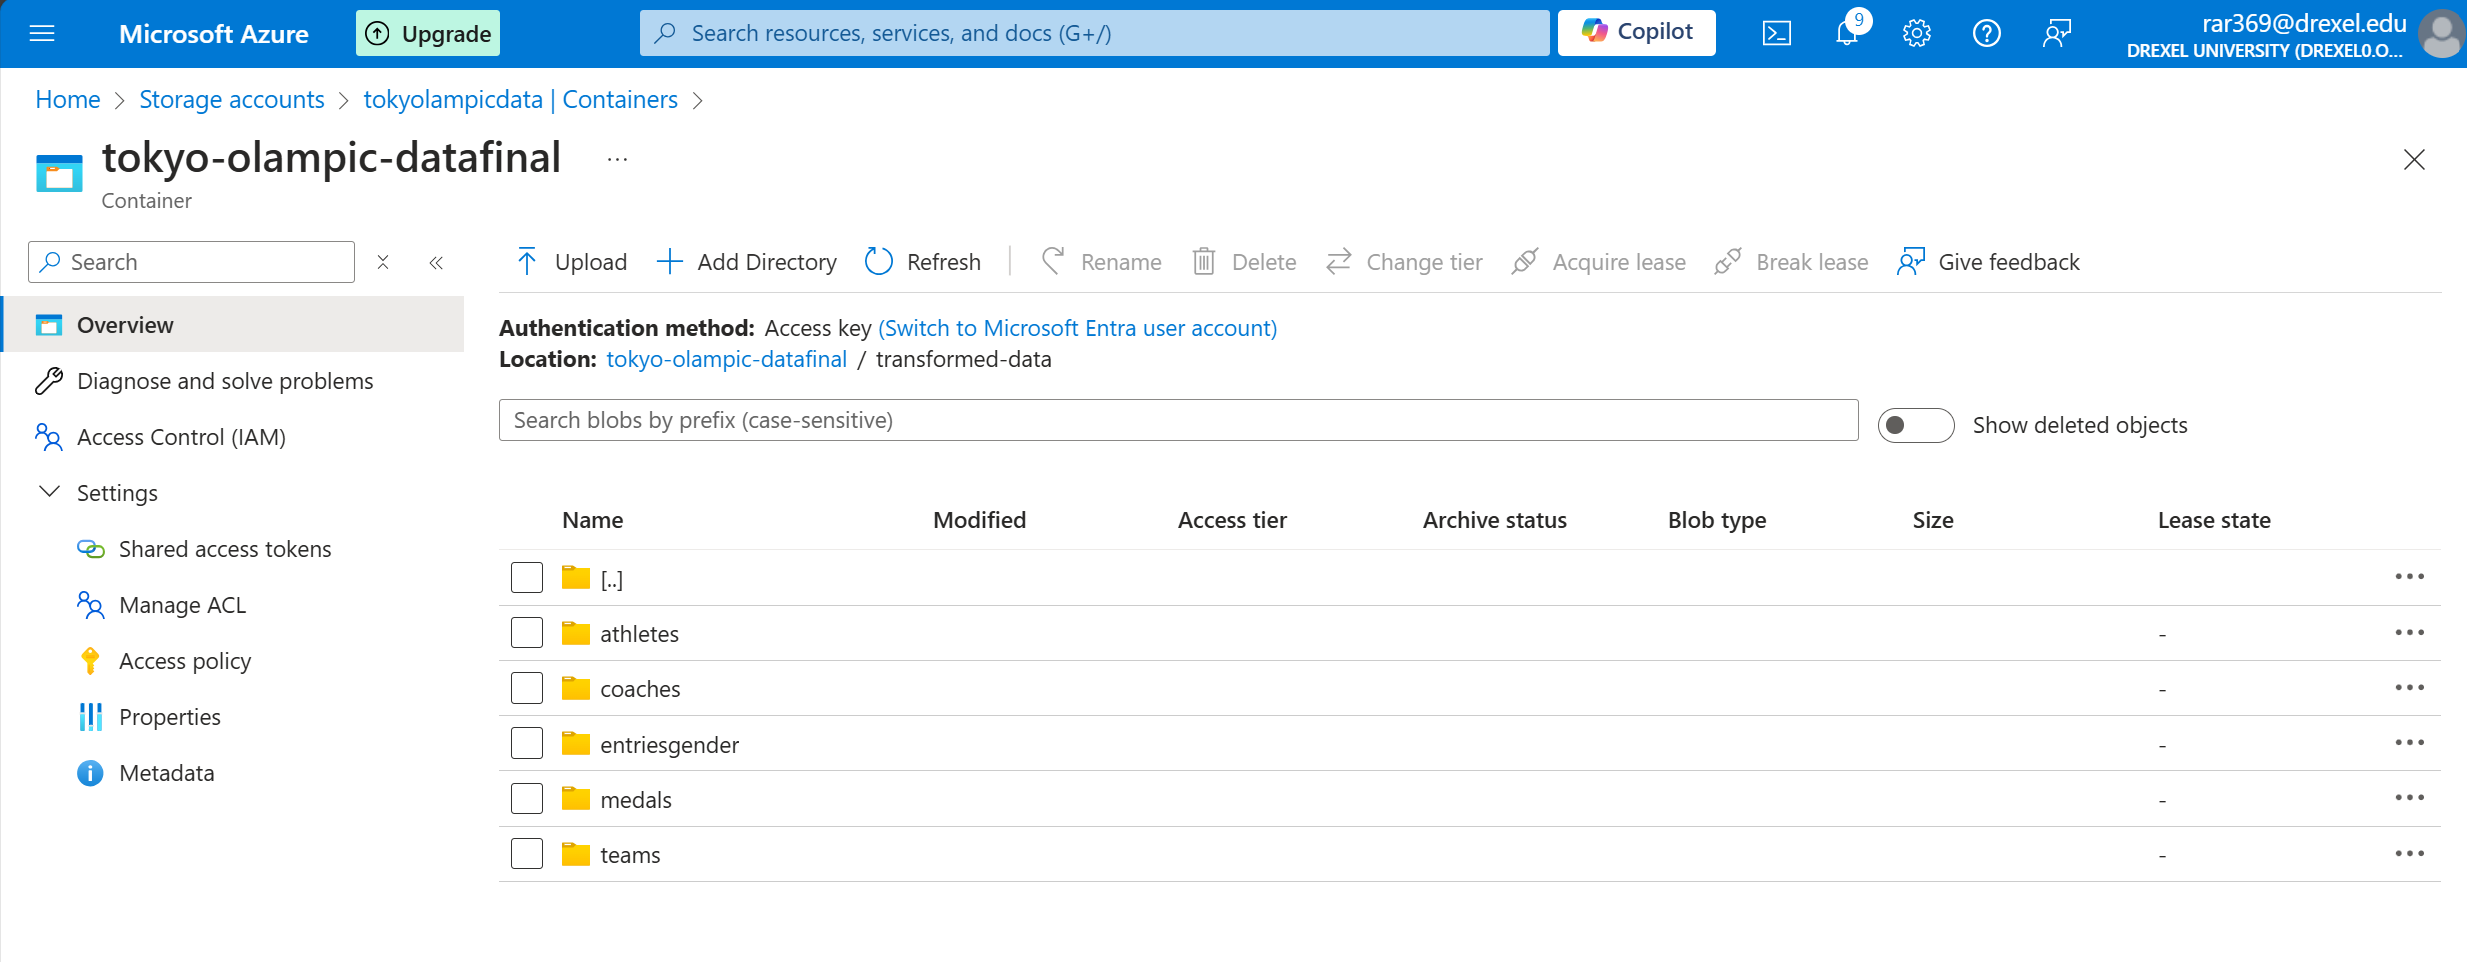 Microsoft Azure
Upgrade
Search resources, services, and docs (G+/)
Copilot
9
rar369@drexel.edu
DREXEL UNIVERSITY (DREXEL0.O...
Home > Storage accounts > tokyolampicdata | Containers >
tokyo-olampic-datafinal ...
Container
Search
Upload
Add Directory
Refresh
Rename
Delete
Change tier
Acquire lease
Break lease
Give feedback
Overview
Diagnose and solve problems
Access Control (IAM)
Settings
Shared access tokens
Manage ACL
Access policy
Properties
Metadata
Authentication method: Access key (Switch to Microsoft Entra user account)
Location: tokyo-olampic-datafinal / transformed-data
Search blobs by prefix (case-sensitive)
Show deleted objects
Name Modified Access tier Archive status Blob type Size Lease state
[..]
athletes -
coaches -
entriesgender -
medals -
teams -